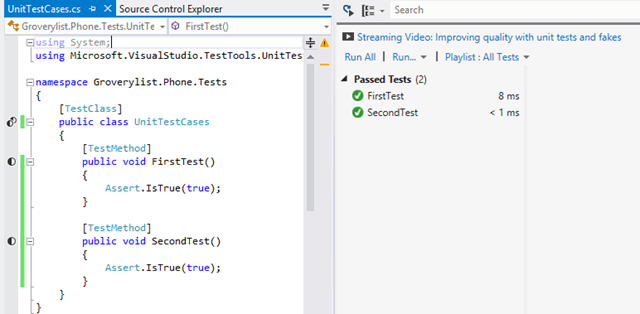 UnitTestCases.cs Source Control Explorer
Groverylist.Phone.Tests.UnitTe FirstTest()
using System;
using Microsoft.VisualStudio.TestTools.UnitTest
namespace Groverylist.Phone.Tests
{
[TestClass]
public class UnitTestCases
{
[TestMethod]
public void FirstTest()
{
Assert.IsTrue(true);
}
[TestMethod]
public void SecondTest()
{
Assert.IsTrue(true);
}
}
}
Search
Streaming Video: Improving quality with unit tests and fakes
Run All Run... Playlist : All Tests
Passed Tests (2)
FirstTest 8 ms
SecondTest < 1 ms